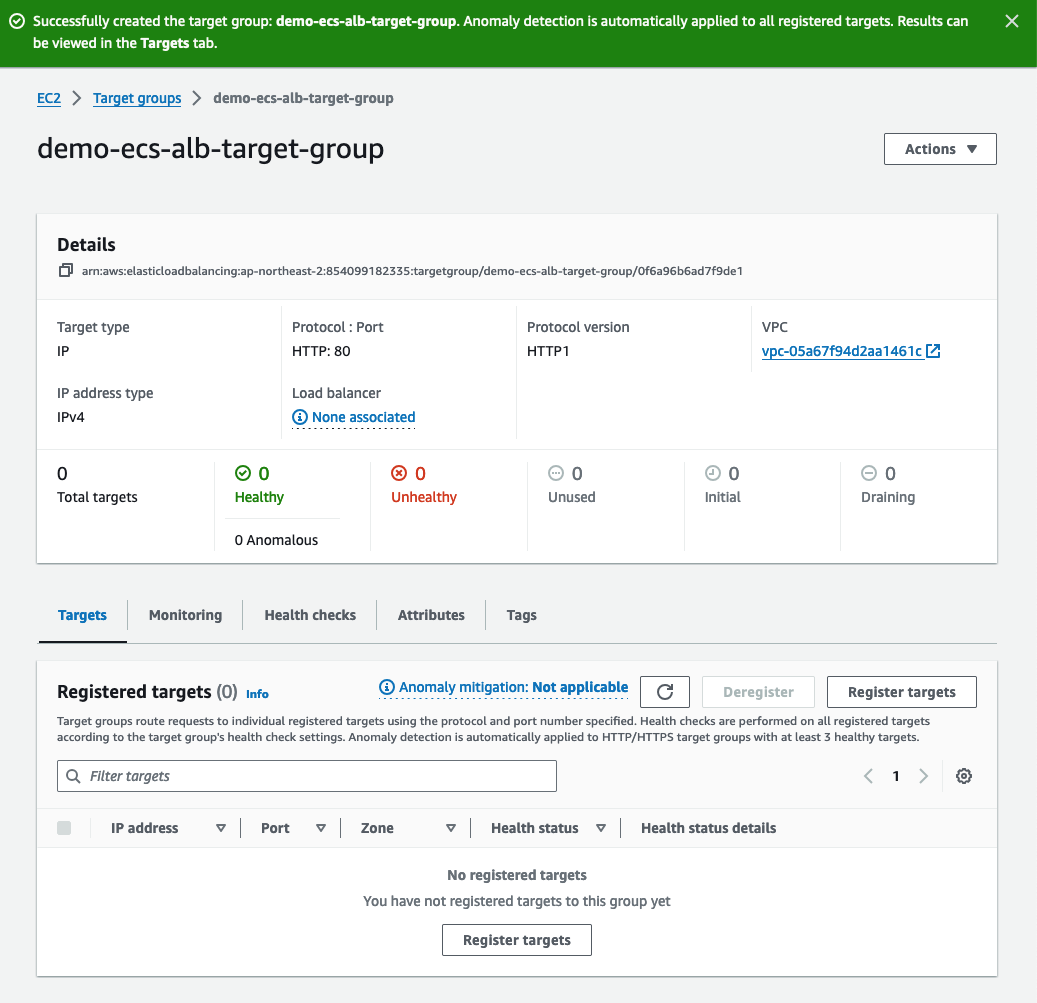 Successfully created the target group: demo-ecs-alb-target-group. Anomaly detection is automatically applied to all registered targets. Results can
be viewed in the Targets tab.
EC2 > Target groups > demo-ecs-alb-target-group
demo-ecs-alb-target-group
Actions
Details
arn:aws:elasticloadbalancing:ap-northeast-2:854099182335:targetgroup/demo-ecs-alb-target-group/0f6a96b6ad7f9de1
Target type
IP
Protocol : Port
HTTP: 80
Protocol version
HTTP1
VPC
vpc-05a67f94d2aa1461c
IP address type
IPv4
Load balancer
None associated
0
Total targets
0
Healthy
0 Anomalous
0
Unhealthy
0
Unused
0
Initial
0
Draining
Targets
Monitoring
Health checks
Attributes
Tags
Registered targets (0) Info
Anomaly mitigation: Not applicable
Deregister
Register targets
Target groups route requests to individual registered targets using the protocol and port number specified. Health checks are performed on all registered targets
according to the target group's health check settings. Anomaly detection is automatically applied to HTTP/HTTPS target groups with at least 3 healthy targets.
Filter targets
1
IP address
Port
Zone
Health status
Health status details
No registered targets
You have not registered targets to this group yet
Register targets